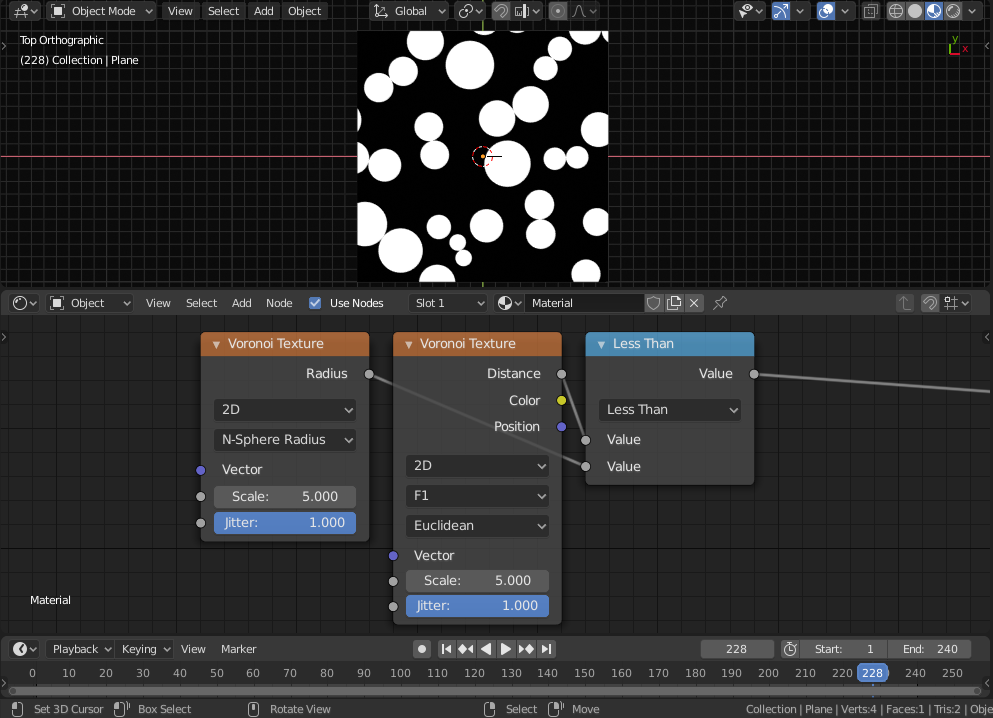 Object Mode View Select Add Object Global
Top Orthographic
(228) Collection | Plane
y
x
Object View Select Add Node Use Nodes Slot 1 Material
Voronoi Texture
Radius
2D
N-Sphere Radius
Vector
Scale: 5.000
Jitter: 1.000
Voronoi Texture
Distance
Color
Position
2D
F1
Euclidean
Vector
Scale: 5.000
Jitter: 1.000
Less Than
Value
Less Than
Value
Value
Material
Playback Keying View Marker 228 Start: 1 End: 240
0 10 20 30 40 50 60 70 80 90 100 110 120 130 140 150 160 170 180 190 200 210 220 228 240 250
Set 3D Cursor Box Select Rotate View Select Move Collection | Plane | Verts:4 | Faces:1 | Tris:2 | Obje